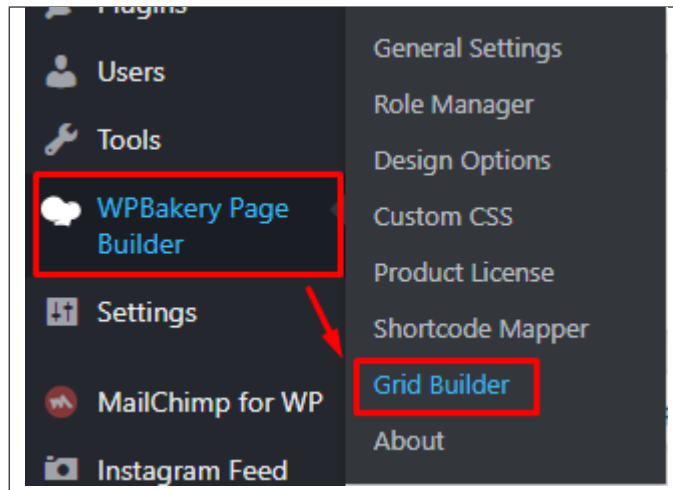 Plugins
Users
Tools
WPBakery Page
Builder
Settings
MailChimp for WP
Instagram Feed
General Settings
Role Manager
Design Options
Custom CSS
Product License
Shortcode Mapper
Grid Builder
About